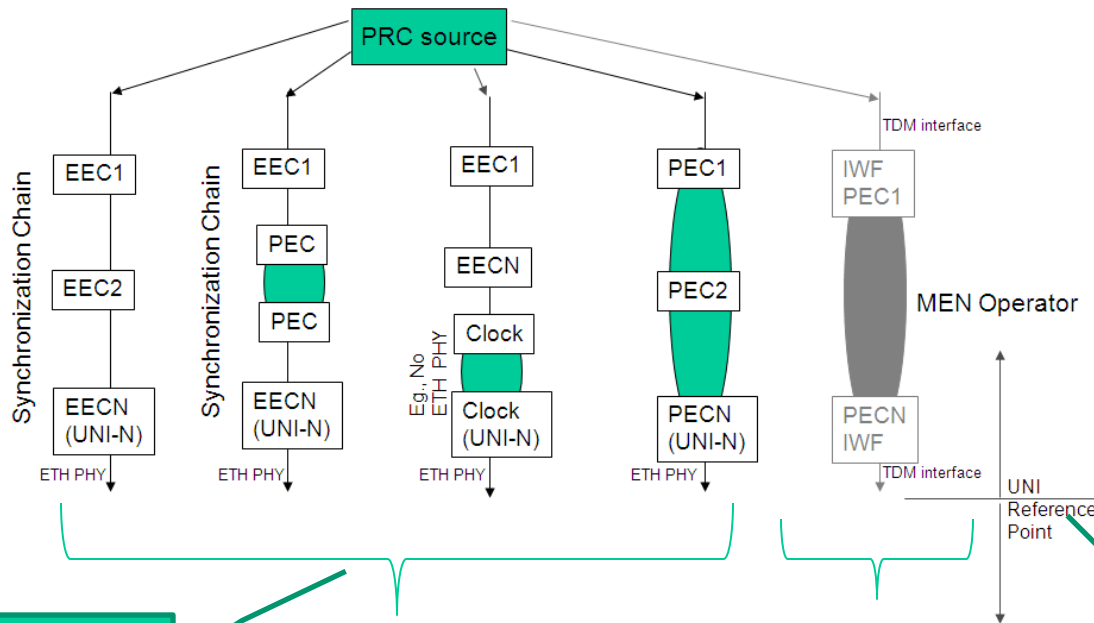 PRC source
TDM interface
Synchronization Chain
EEC1
EEC2
EECN
(UNI-N)
ETH PHY
Synchronization Chain
EEC1
PEC
PEC
EECN
(UNI-N)
ETH PHY
EEC1
EECN
Eg., No
ETH PHY
Clock
Clock
(UNI-N)
ETH PHY
PEC1
PEC2
PECN
(UNI-N)
IWF
PEC1
PECN
IWF
TDM interface
MEN Operator
UNI
Reference
Point